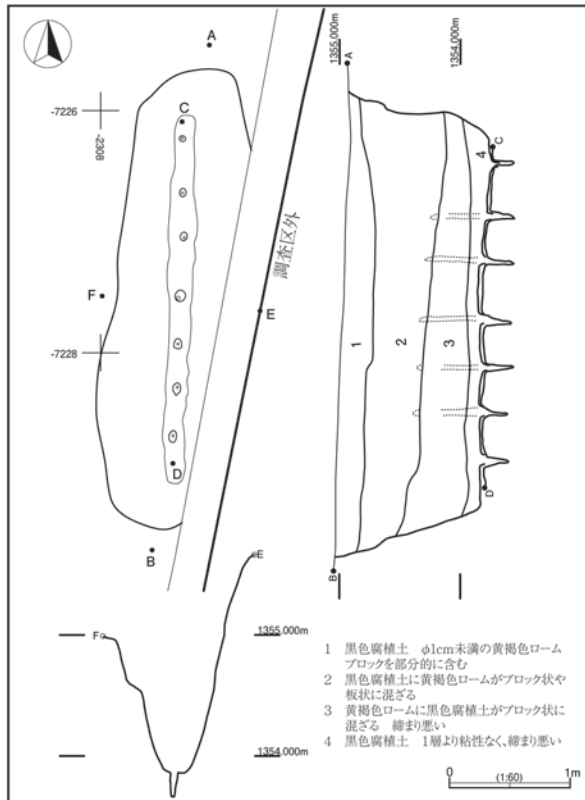 A
1355.000m
1354.000m
A
-7226
-2308
C
C
4
調査区外
F
E
1
2
3
-7228
D
D
B
B
E
F
1355.000m
1354.000m
1 黒色腐植土 φ1cm未満の黄褐色ローム
ブロックを部分的に含む
2 黒色腐植土に黄褐色ロームがブロック状や
板状に混ざる
3 黄褐色ロームに黒色腐植土がブロック状に
混ざる 締まり悪い
4 黒色腐植土 1層より粘性なく、締まり悪い
0 (1:60) 1m